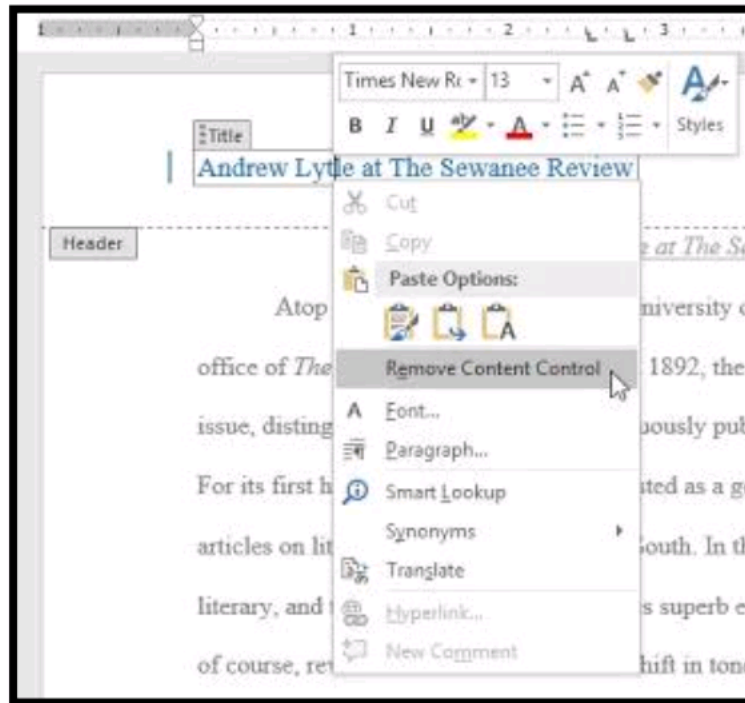 1 2 3
Times New Rc 13 A A A
B I U aby A Styles
Title
Andrew Lytle at The Sewanee Review
Cut
Header
Copy
e at The Se
Paste Options:
Atop
niversity
A
office of The
Remove Content Control
1892, the
issue, disting
A Font...
uously pub
Paragraph...
For its first h
Smart Lookup
ted as a g
articles on lit
Synonyms
South. In th
Translate
literary, and
Hyperlink...
s superb e
New Comment
of course, rev
hift in ton